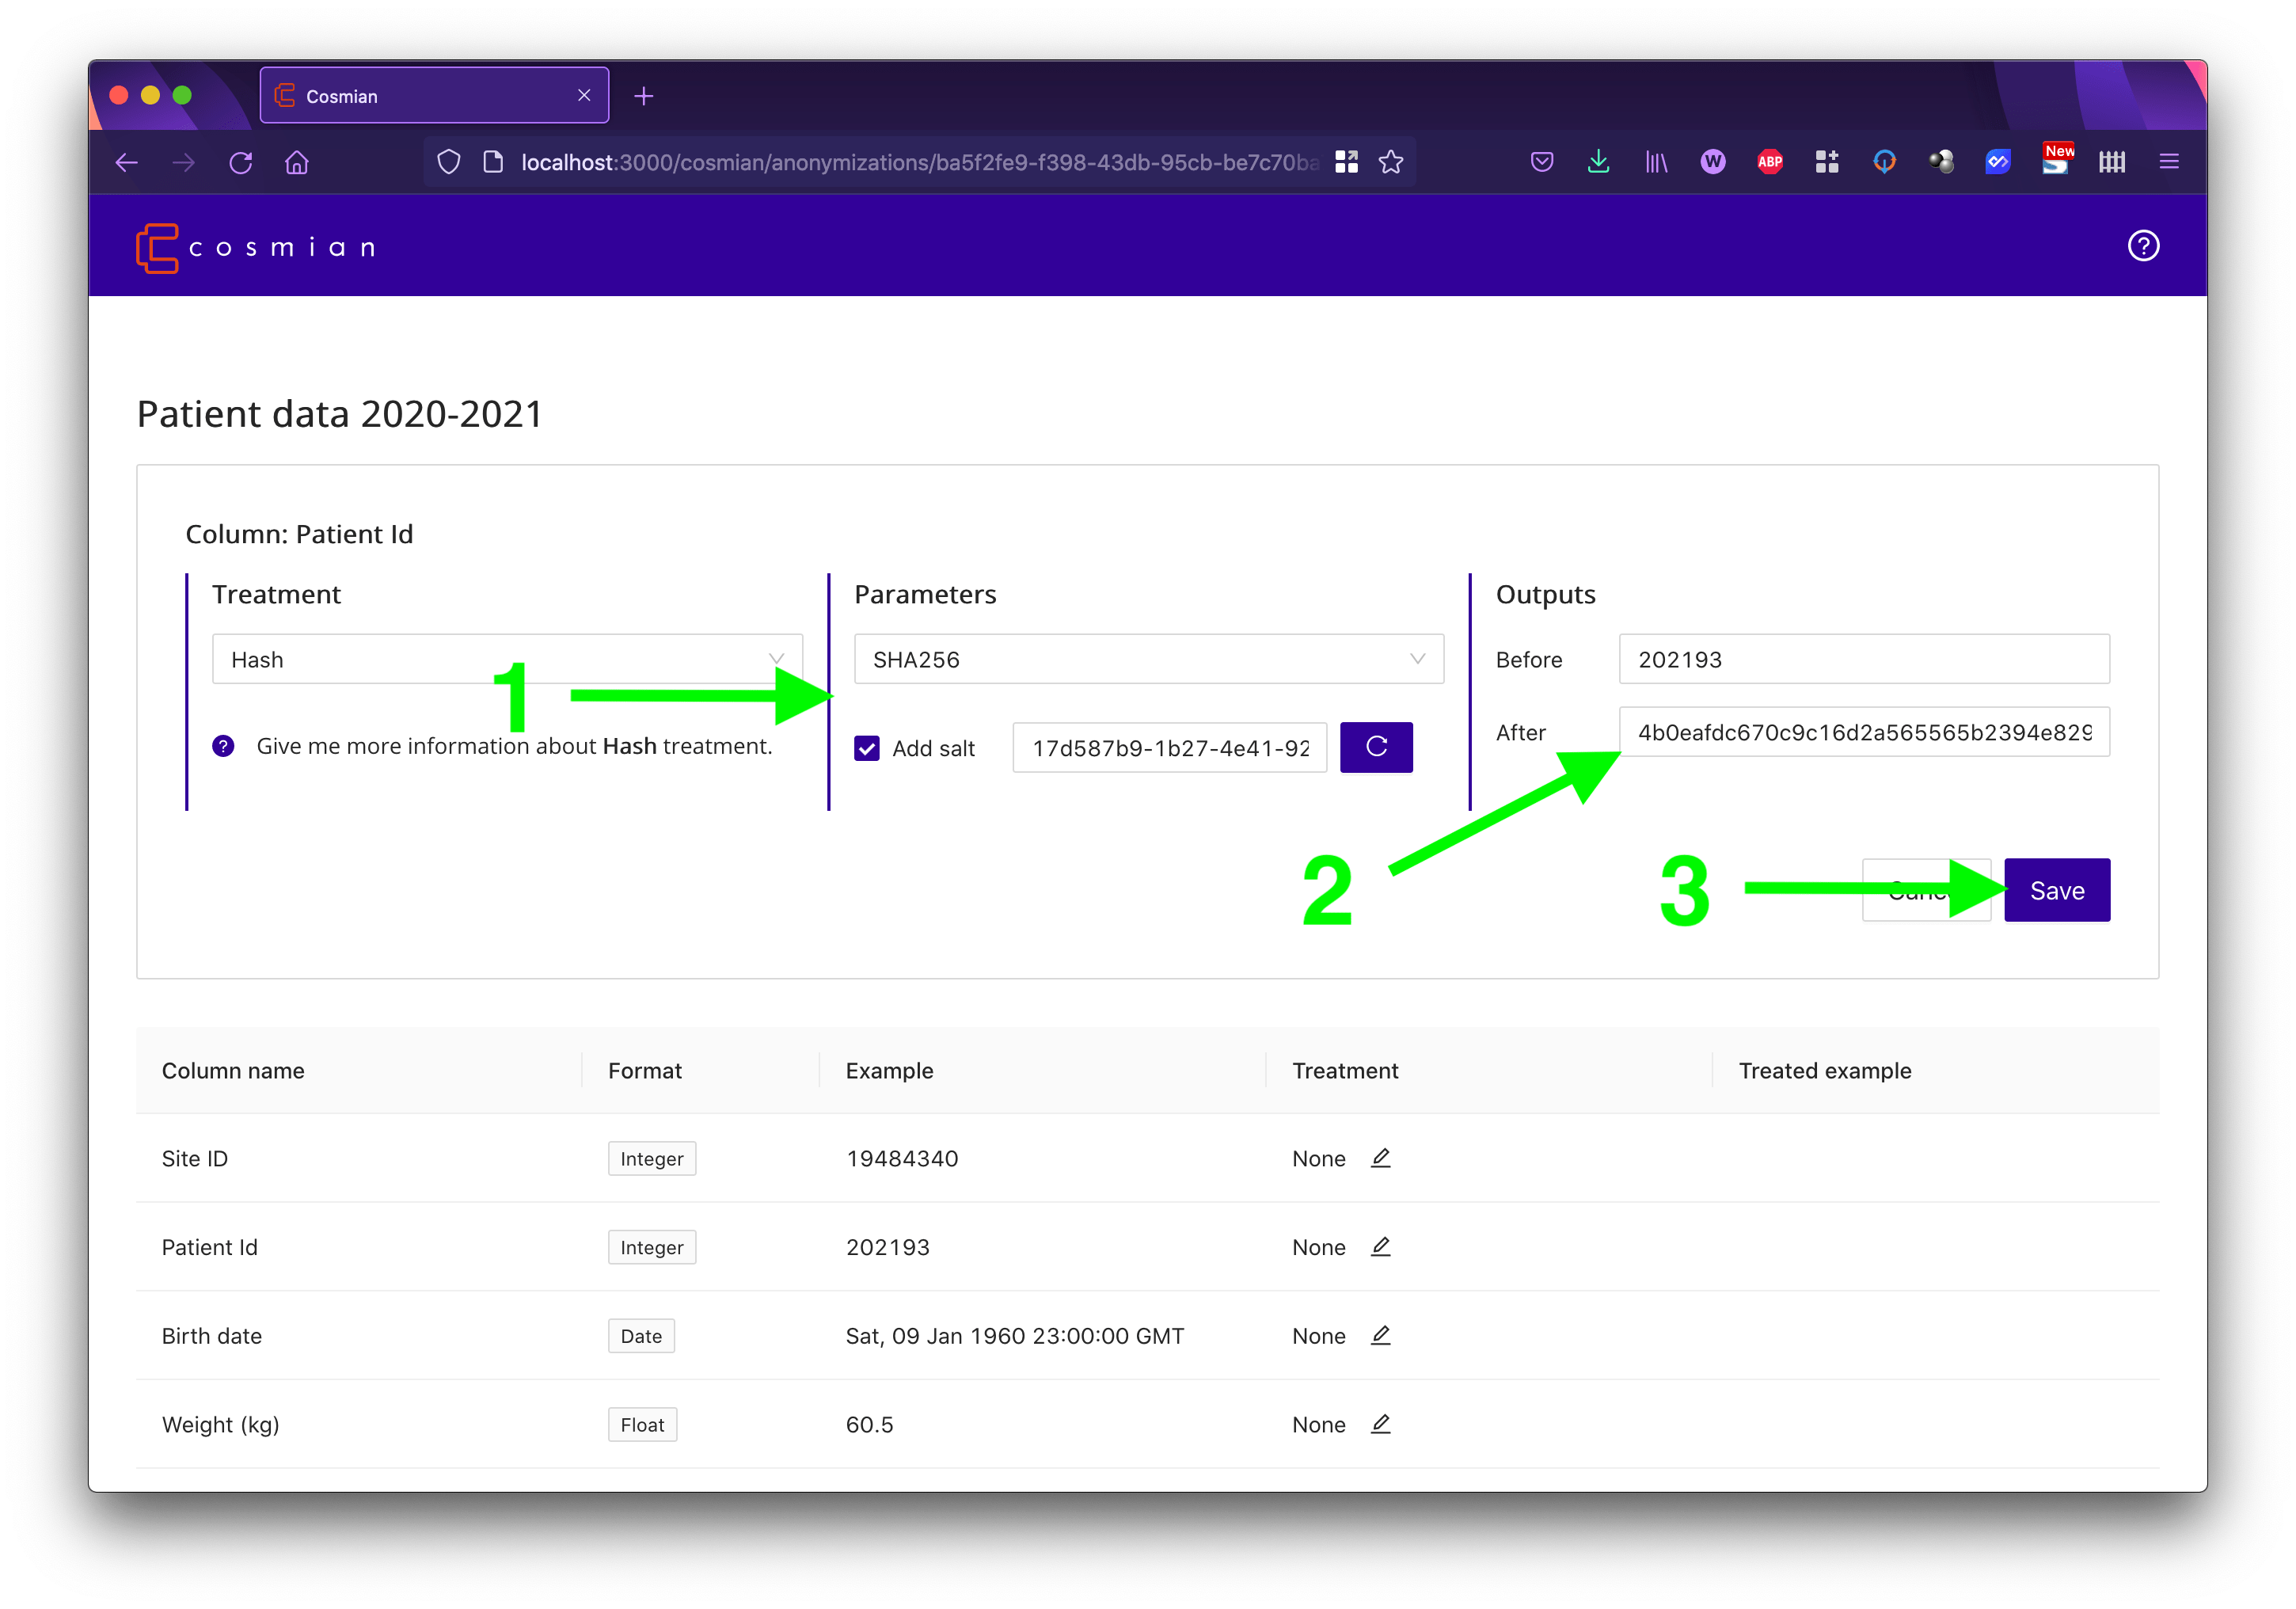 Cosmian
localhost:3000/cosmian/anonymizations/ba5f2fe9-f398-43db-95cb-be7c70ba
W
ABP
New
cosmian
Patient data 2020-2021
Column: Patient Id
Treatment
Parameters
Outputs
Hash
SHA256
Before
202193
1
Give me more information about Hash treatment.
Add salt
17d587b9-1b27-4e41-92
After
4b0eafdc670c9c16d2a565565b2394e829
2
3
Save
Column name
Format
Example
Treatment
Treated example
Site ID
Integer
19484340
None
Patient Id
Integer
202193
None
Birth date
Date
Sat, 09 Jan 1960 23:00:00 GMT
None
Weight (kg)
Float
60.5
None